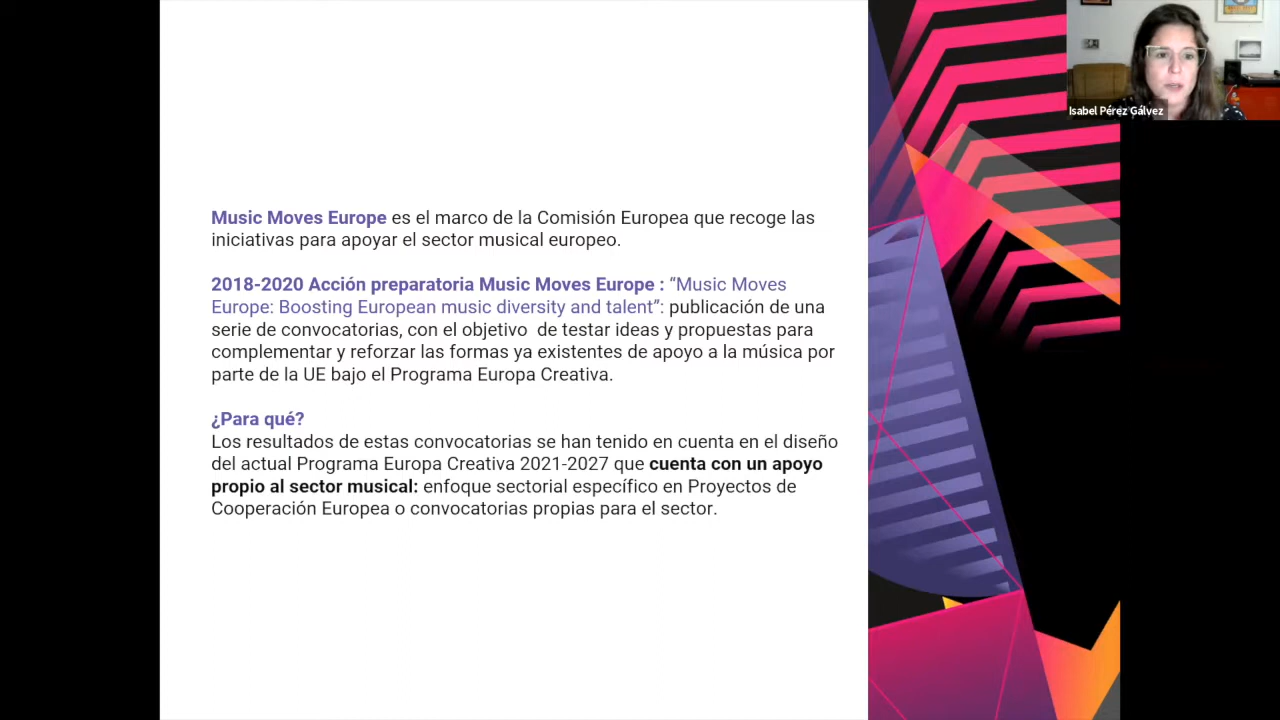 Isabel Pérez Gálvez
Music Moves Europe es el marco de la Comisión Europea que recoge las
iniciativas para apoyar el sector musical europeo.
2018-2020 Acción preparatoria Music Moves Europe : “Music Moves
Europe: Boosting European music diversity and talent”: publicación de una
serie de convocatorias, con el objetivo  de testar ideas y propuestas para
complementar y reforzar las formas ya existentes de apoyo a la música por
parte de la UE bajo el Programa Europa Creativa.
¿Para qué?
Los resultados de estas convocatorias se han tenido en cuenta en el diseño
del actual Programa Europa Creativa 2021-2027 que cuenta con un apoyo
propio al sector musical: enfoque sectorial específico en Proyectos de
Cooperación Europea o convocatorias propias para el sector.